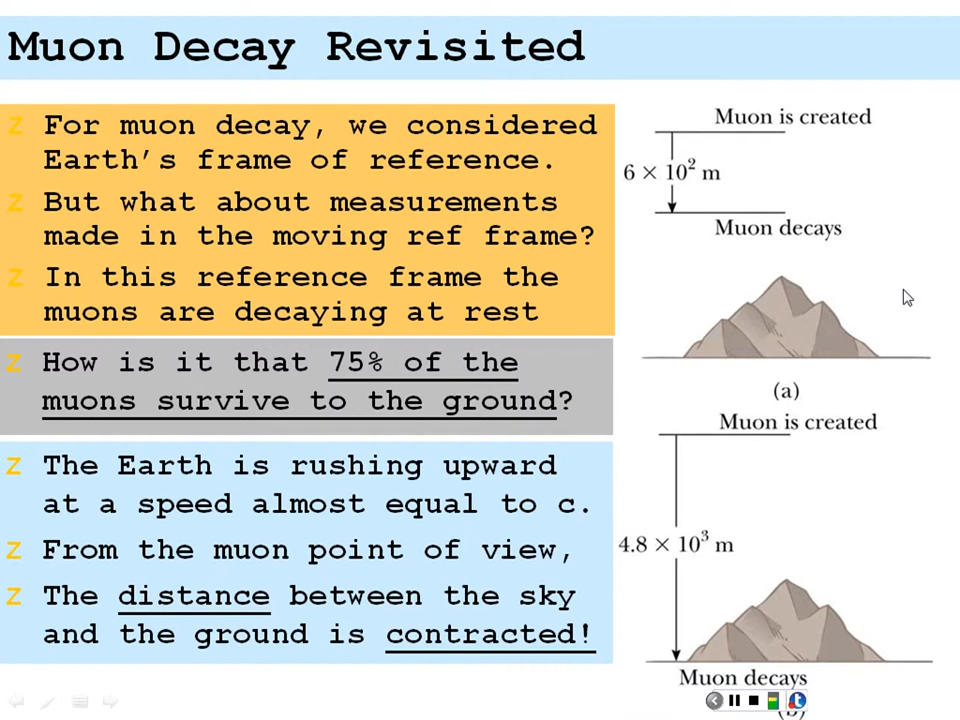 Muon Decay Revisited
z For muon decay, we considered
Earth’s frame of reference.
z But what about measurements
made in the moving ref frame?
z In this reference frame the
muons are decaying at rest
z How is it that 75% of the
muons survive to the ground?
z The Earth is rushing upward
at a speed almost equal to c.
z From the muon point of view,
z The distance between the sky
and the ground is contracted!
Muon is created
6 × 10² m
Muon decays
(a)
Muon is created
4.8 × 10³ m
Muon decays